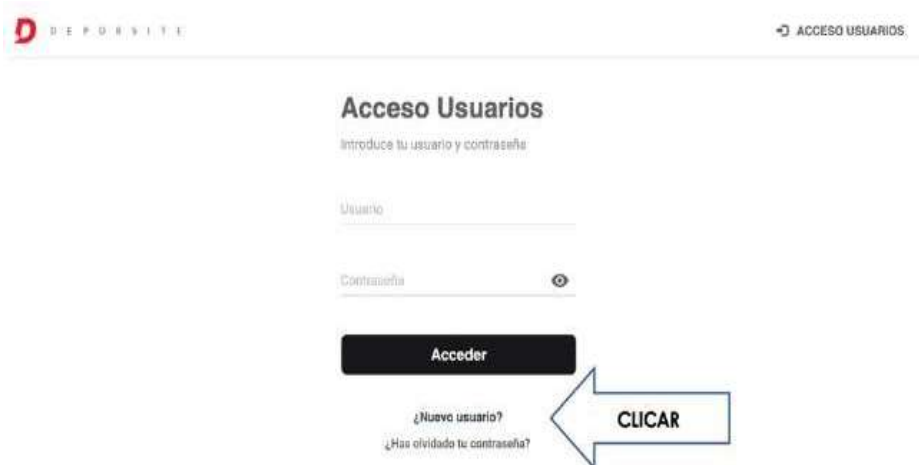 DEPORSITE
ACCESO USUARIOS
Acceso Usuarios
Introduce tu usuario y contraseña
Usuario
Contraseña
Acceder
¿Nuevo usuario?
CLICAR
¿Has olvidado tu contraseña?